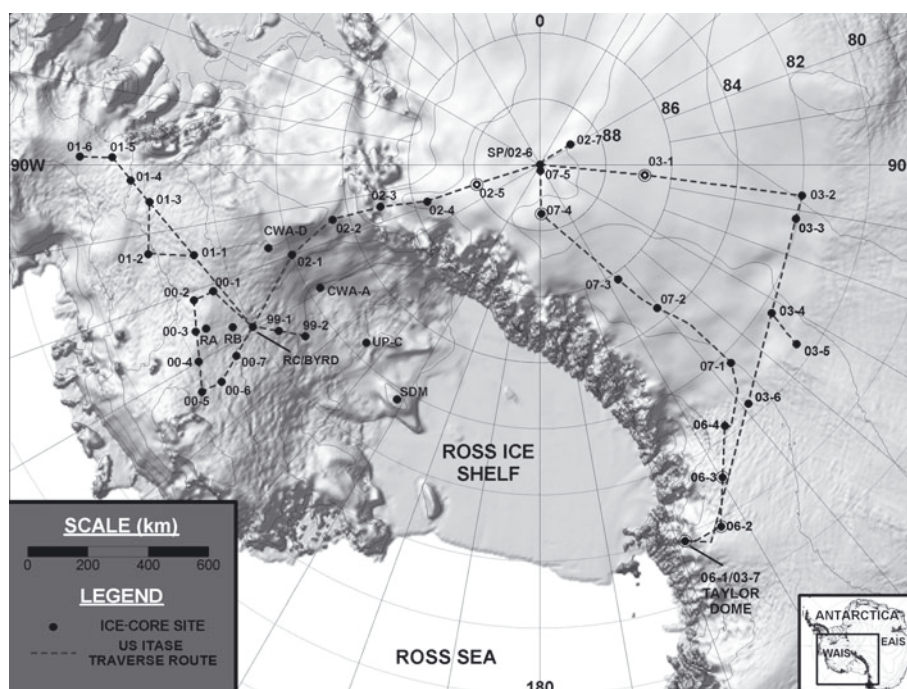 0
80
82
84
86
88
90W
90
01-6
01-5
01-4
01-3
01-2
01-1
SP/02-6
02-7
07-5
03-1
03-2
03-3
02-5
02-4
02-3
02-2
07-4
CWA-D
02-1
CWA-A
00-1
00-2
00-3
RA
RB
99-1
99-2
RC/BYRD
00-4
00-7
00-5
00-6
UP-C
SDM
07-3
07-2
03-4
03-5
07-1
03-6
06-4
06-3
06-2
ROSS ICE
SHELF
06-1/03-7
TAYLOR
DOME
ROSS SEA
180
SCALE (km)
0 200 400 600
LEGEND
ICE-CORE SITE
US ITASE
TRAVERSE ROUTE
ANTARCTICA
EAIS
WAIS